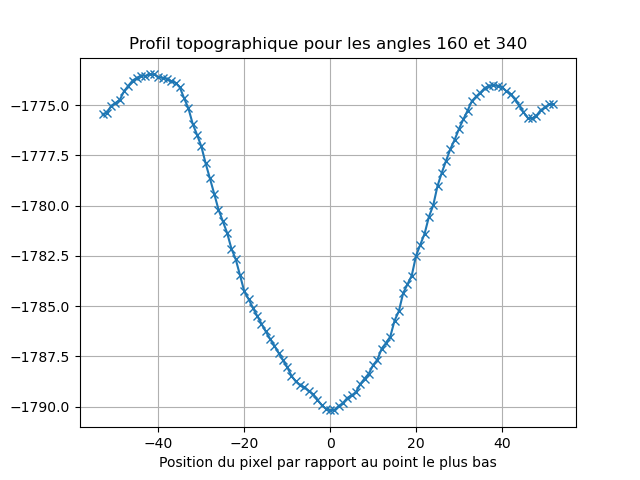 Profil topographique pour les angles 160 et 340
−1775.0
−1777.5
−1780.0
−1782.5
−1785.0
−1787.5
−1790.0
−40 −20 0 20 40
Position du pixel par rapport au point le plus bas